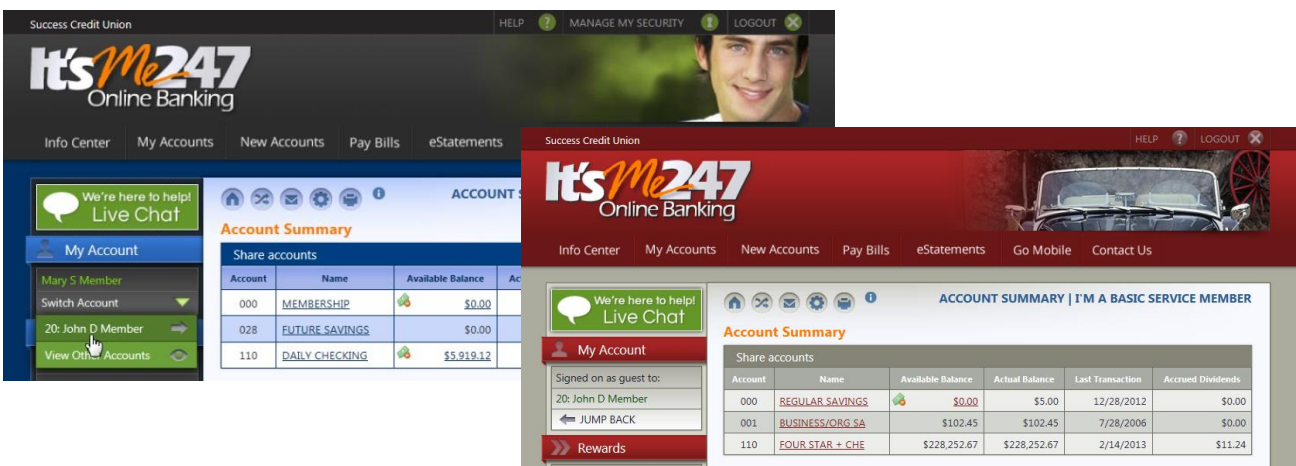 Success Credit Union
HELP ? MANAGE MY SECURITY LOGOUT
It's Me 247
Online Banking
Info Center My Accounts New Accounts Pay Bills eStatements
We're here to help!
Live Chat
My Account
Mary S Member
Switch Account
20: John D Member
View Other Accounts
ACCOUNT
Account Summary
Share accounts
Account Name Available Balance
000 MEMBERSHIP $0.00
028 FUTURE SAVINGS $0.00
110 DAILY CHECKING $5,919.12
Success Credit Union
HELP ? LOGOUT
It's Me 247
Online Banking
Info Center My Accounts New Accounts Pay Bills eStatements Go Mobile Contact Us
We're here to help!
Live Chat
My Account
Signed on as guest to:
20: John D Member
JUMP BACK
Rewards
ACCOUNT SUMMARY | I'M A BASIC SERVICE MEMBER
Account Summary
Share accounts
Account Name Available Balance Actual Balance Last Transaction Accrued Dividends
000 REGULAR SAVINGS $0.00 $5.00 12/28/2012 $0.00
001 BUSINESS/ORG SA $102.45 $102.45 7/28/2006 $0.00
110 FOUR STAR + CHE $228,252.67 $228,252.67 2/14/2013 $11.24